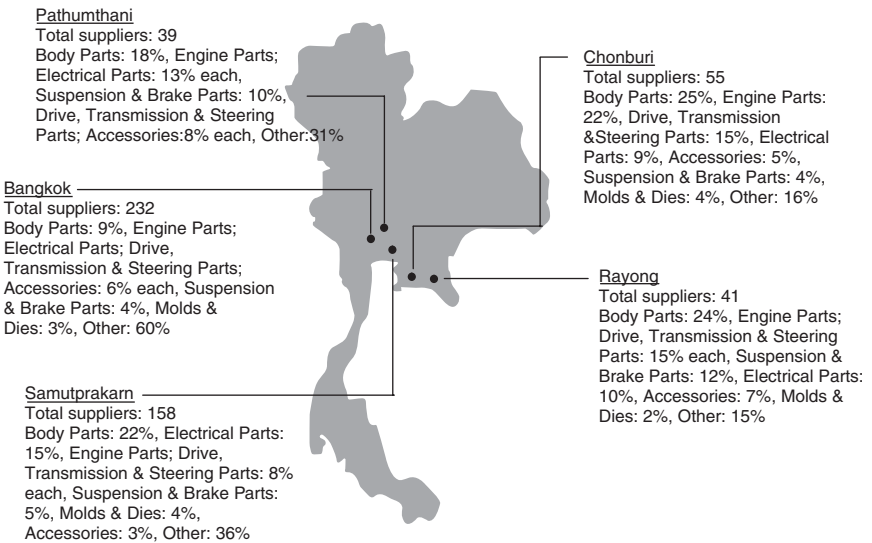 Pathumthani
Total suppliers: 39
Body Parts: 18%, Engine Parts;
Electrical Parts: 13% each,
Suspension & Brake Parts: 10%,
Drive, Transmission & Steering
Parts; Accessories:8% each, Other:31%
Chonburi
Total suppliers: 55
Body Parts: 25%, Engine Parts:
22%, Drive, Transmission
&Steering Parts: 15%, Electrical
Parts: 9%, Accessories: 5%,
Suspension & Brake Parts: 4%,
Molds & Dies: 4%, Other: 16%
Bangkok
Total suppliers: 232
Body Parts: 9%, Engine Parts;
Electrical Parts; Drive,
Transmission & Steering Parts;
Accessories: 6% each, Suspension
& Brake Parts: 4%, Molds &
Dies: 3%, Other: 60%
Rayong
Total suppliers: 41
Body Parts: 24%, Engine Parts;
Drive, Transmission & Steering
Parts: 15% each, Suspension &
Brake Parts: 12%, Electrical Parts:
10%, Accessories: 7%, Molds &
Dies: 2%, Other: 15%
Samutprakarn
Total suppliers: 158
Body Parts: 22%, Electrical Parts:
15%, Engine Parts; Drive,
Transmission & Steering Parts: 8%
each, Suspension & Brake Parts:
5%, Molds & Dies: 4%,
Accessories: 3%, Other: 36%